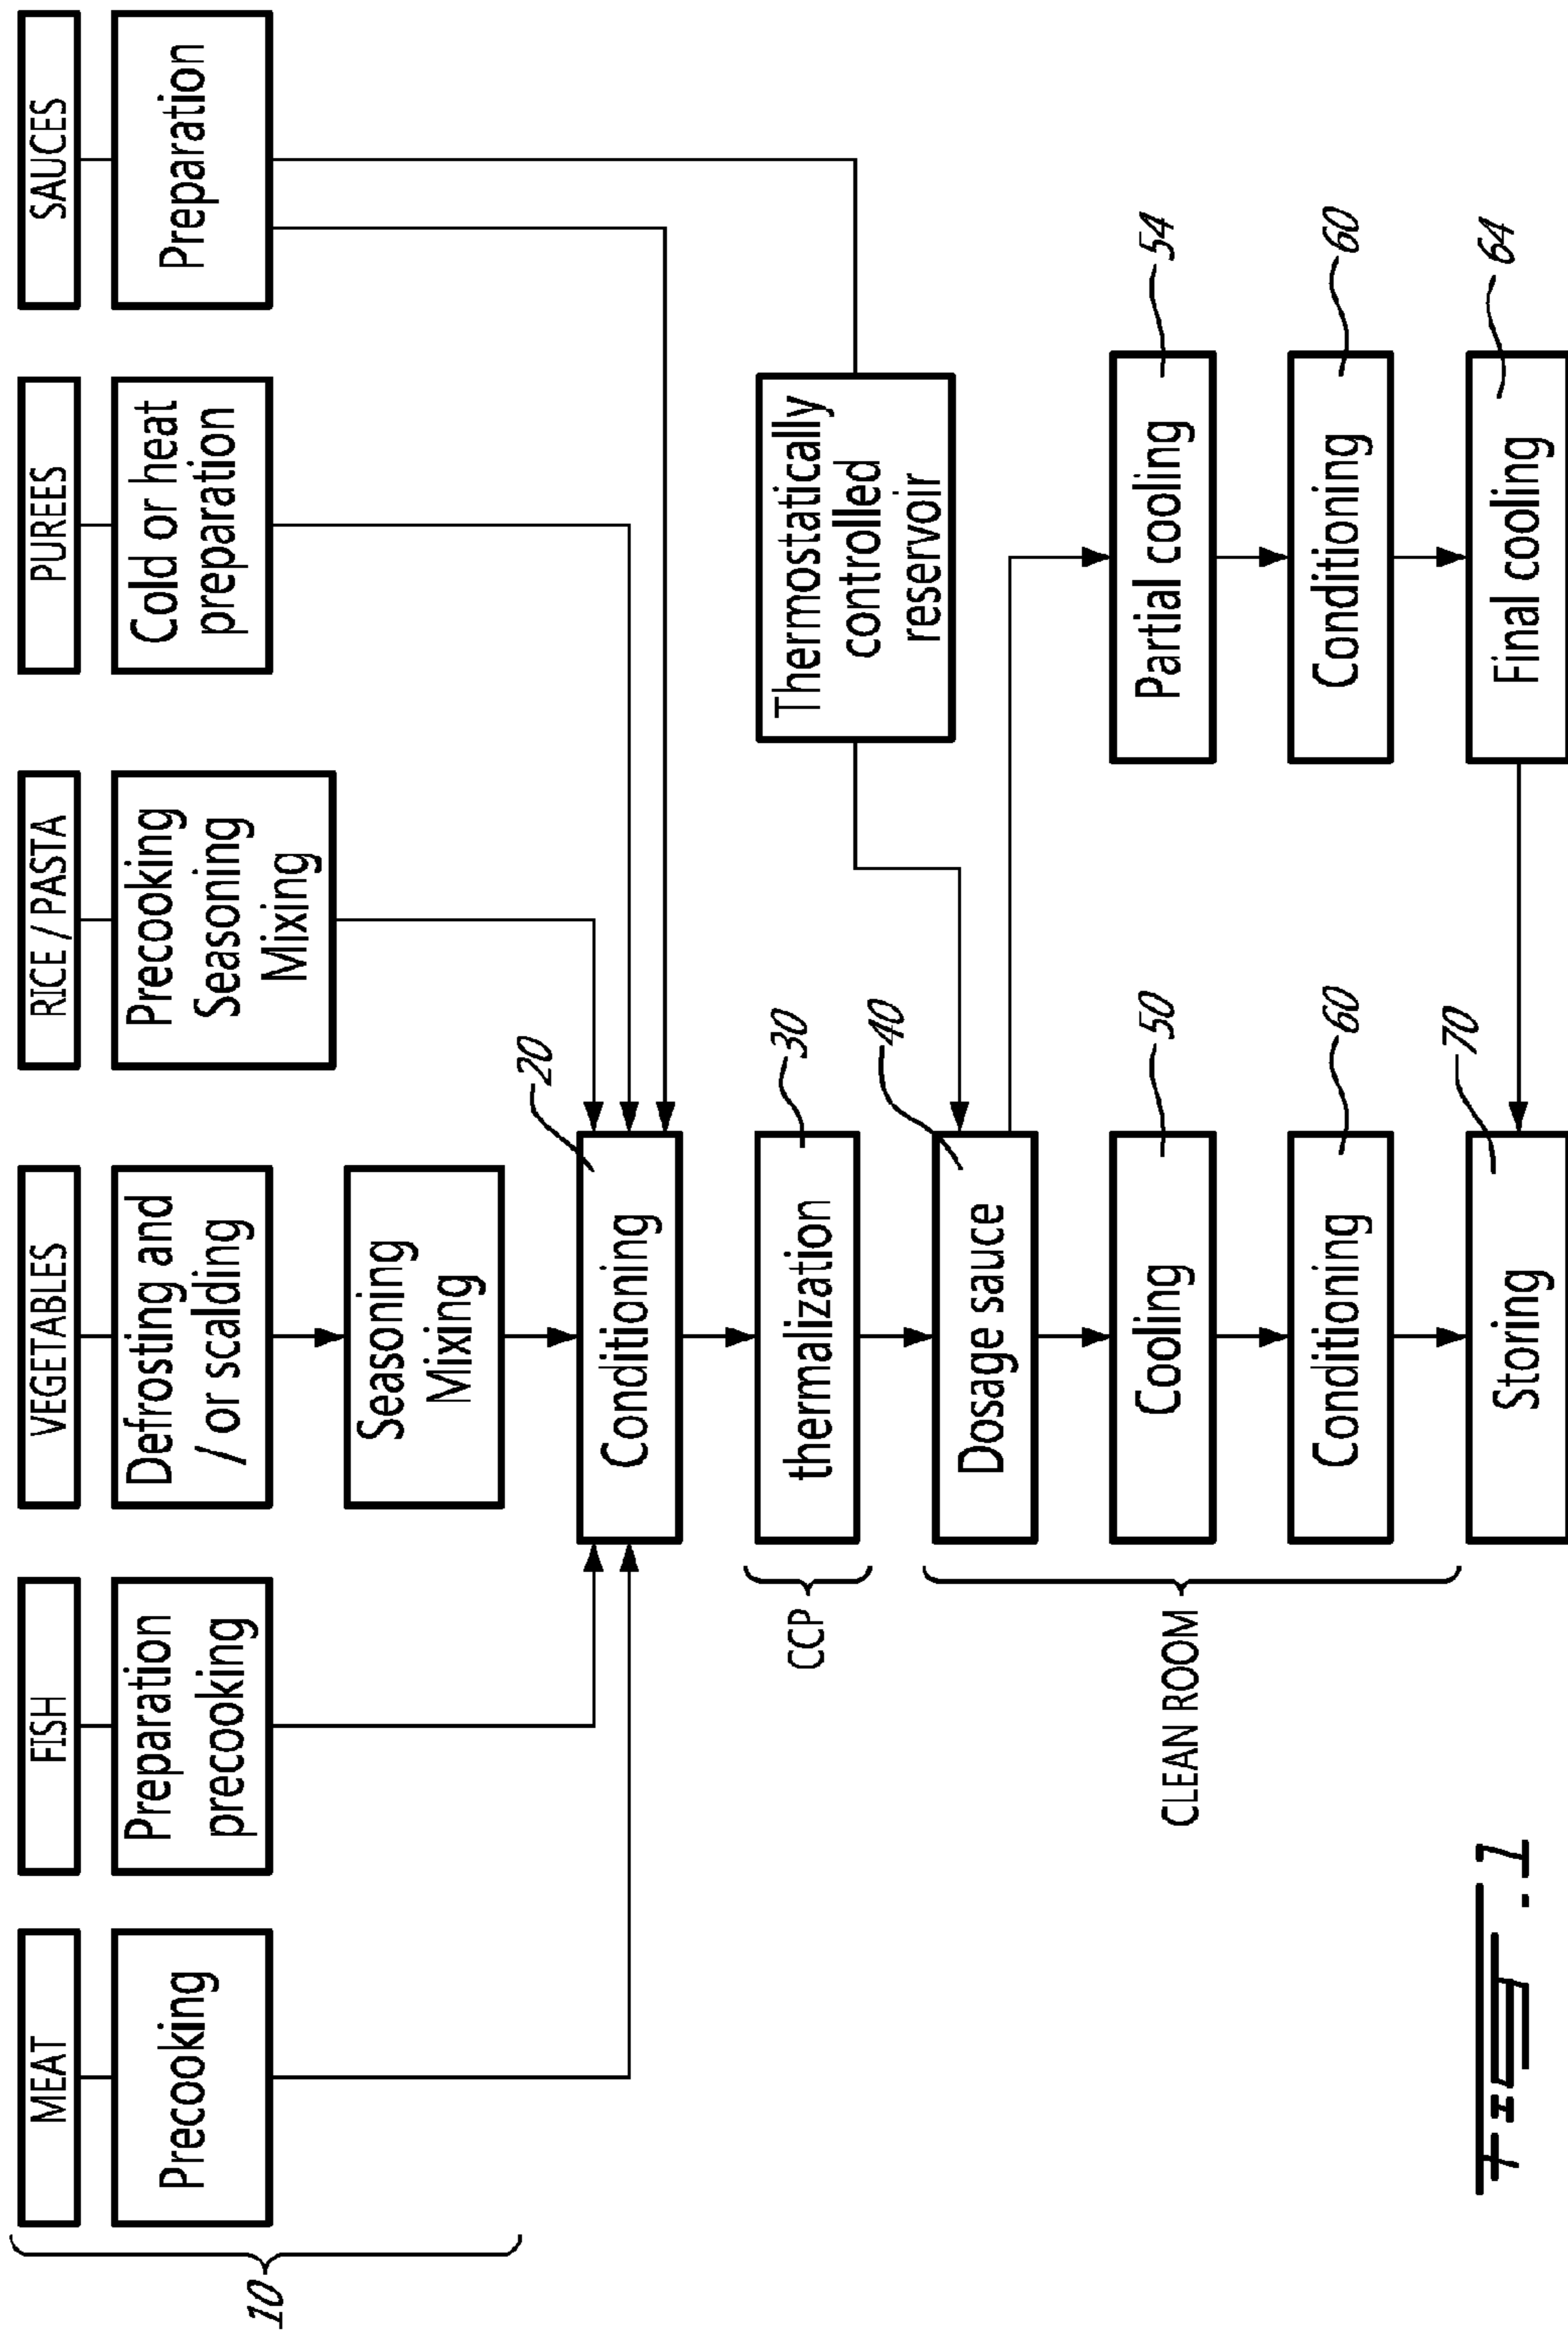 MEAT
FISH
VEGETABLES
RICE / PASTA
PUREES
SAUCES
Precooking
Preparation
precooking
Defrosting and
/ or scalding
Precooking
Seasoning
Mixing
Cold or heat
preparation
Preparation
10
Seasoning
Mixing
20
Conditioning
CCP
thermalization
30
Thermostatically
controlled
reservoir
CLEAN ROOM
Dosage sauce
40
Cooling
50
Partial cooling
54
Conditioning
60
Conditioning
60
Storing
70
Final cooling
64
FIG. 1